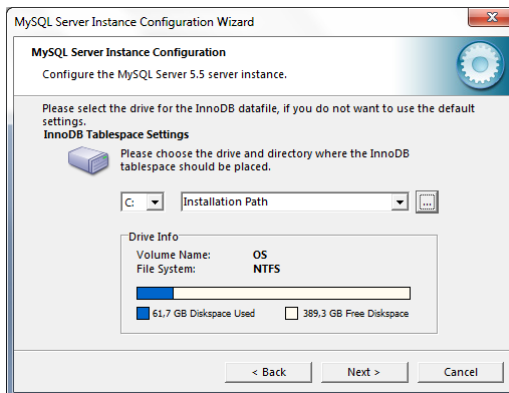 MySQL Server Instance Configuration Wizard
MySQL Server Instance Configuration
Configure the MySQL Server 5.5 server instance.
Please select the drive for the InnoDB datafile, if you do not want to use the default
settings.
InnoDB Tablespace Settings
Please choose the drive and directory where the InnoDB
tablespace should be placed.
C: Installation Path ...
Drive Info
Volume Name: OS
File System: NTFS
61,7 GB Diskspace Used 389,3 GB Free Diskspace
< Back Next > Cancel